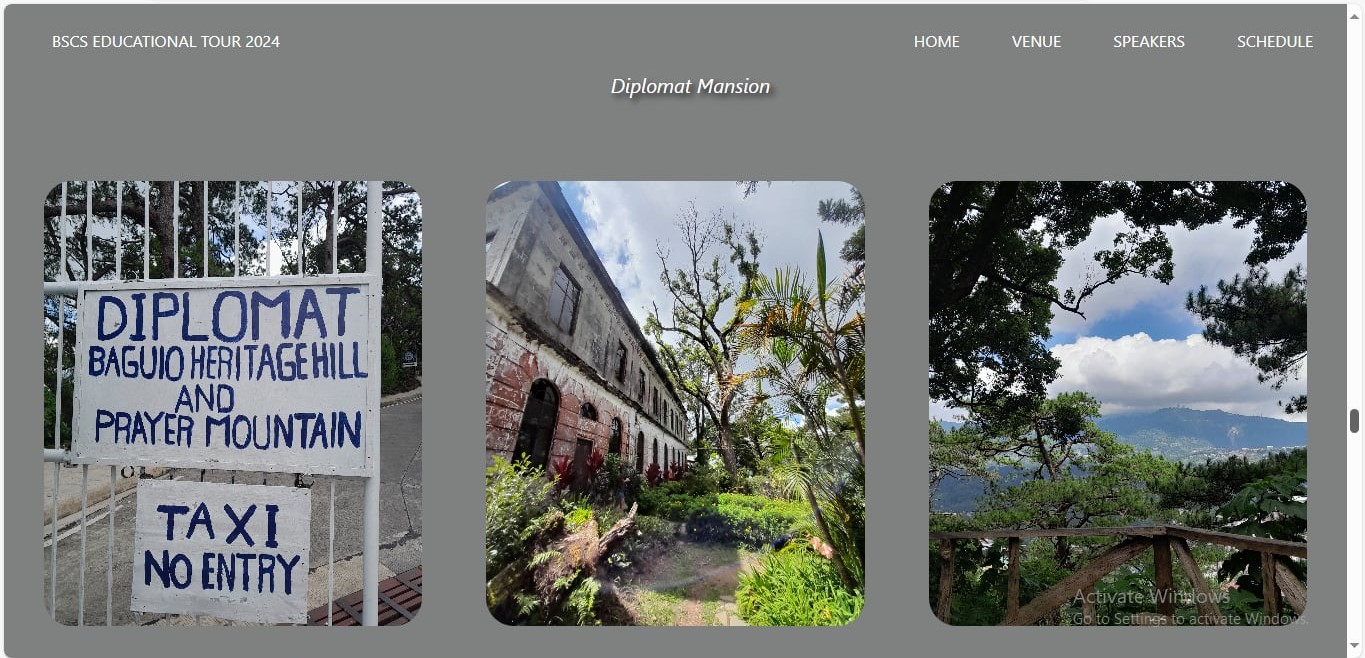 BSCS EDUCATIONAL TOUR 2024
HOME
VENUE
SPEAKERS
SCHEDULE
Diplomat Mansion
DIPLOMAT
BAGUIO HERITAGE HILL
AND
PRAYER MOUNTAIN
TAXI
NO ENTRY
Activate Windows
Go to Settings to activate Windows.